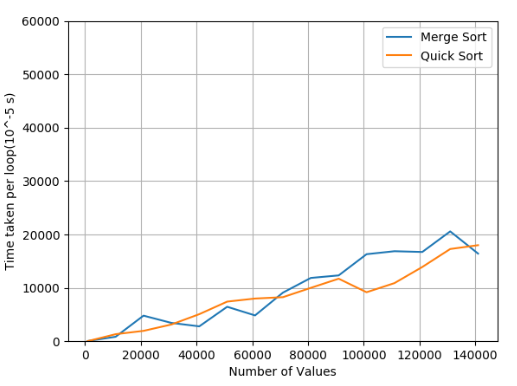 60000
50000
40000
30000
20000
10000
0
Time taken per loop(10^-5 s)
Merge Sort
Quick Sort
0 20000 40000 60000 80000 100000 120000 140000
Number of Values